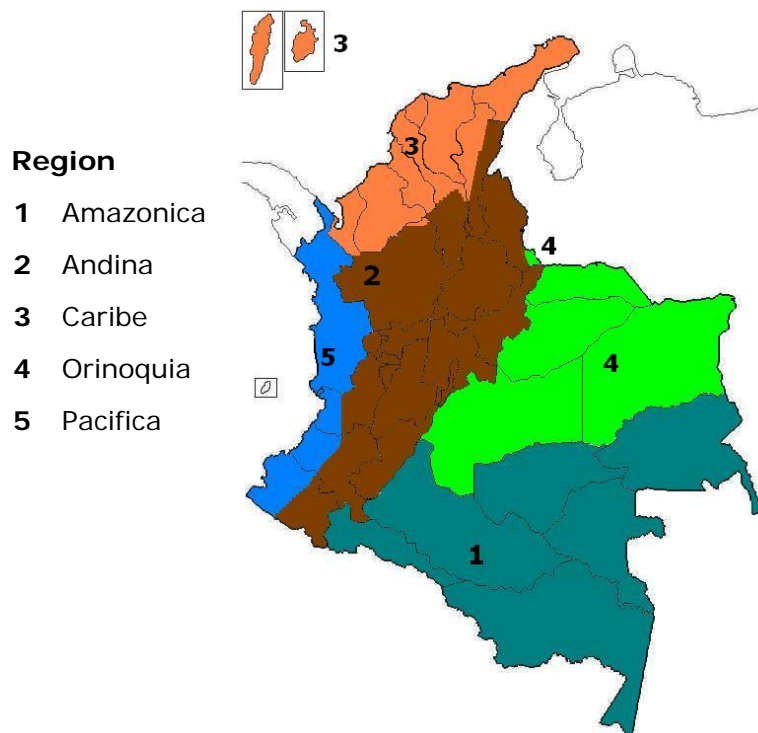 3
3
Region
1 Amazonica
2 Andina
3 Caribe
4 Orinoquia
5 Pacifica
4
2
5
4
1